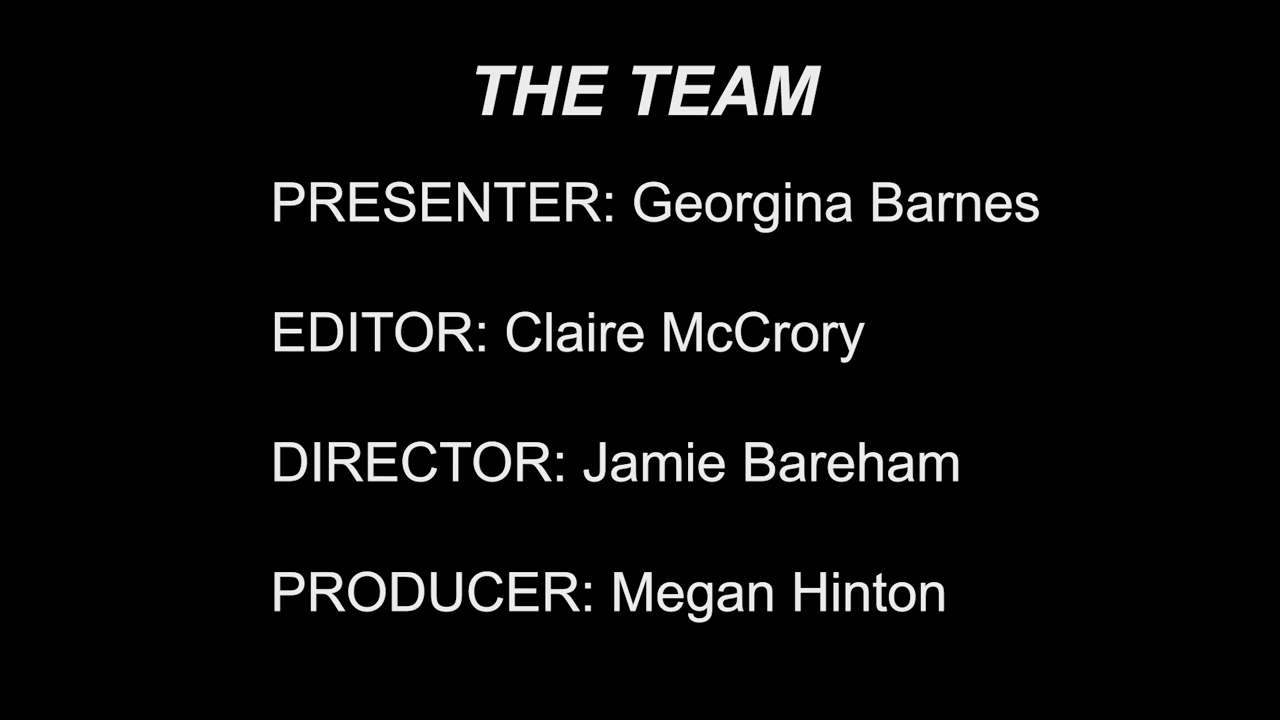 THE TEAM
PRESENTER: Georgina Barnes
EDITOR: Claire McCrory
DIRECTOR: Jamie Bareham
PRODUCER: Megan Hinton